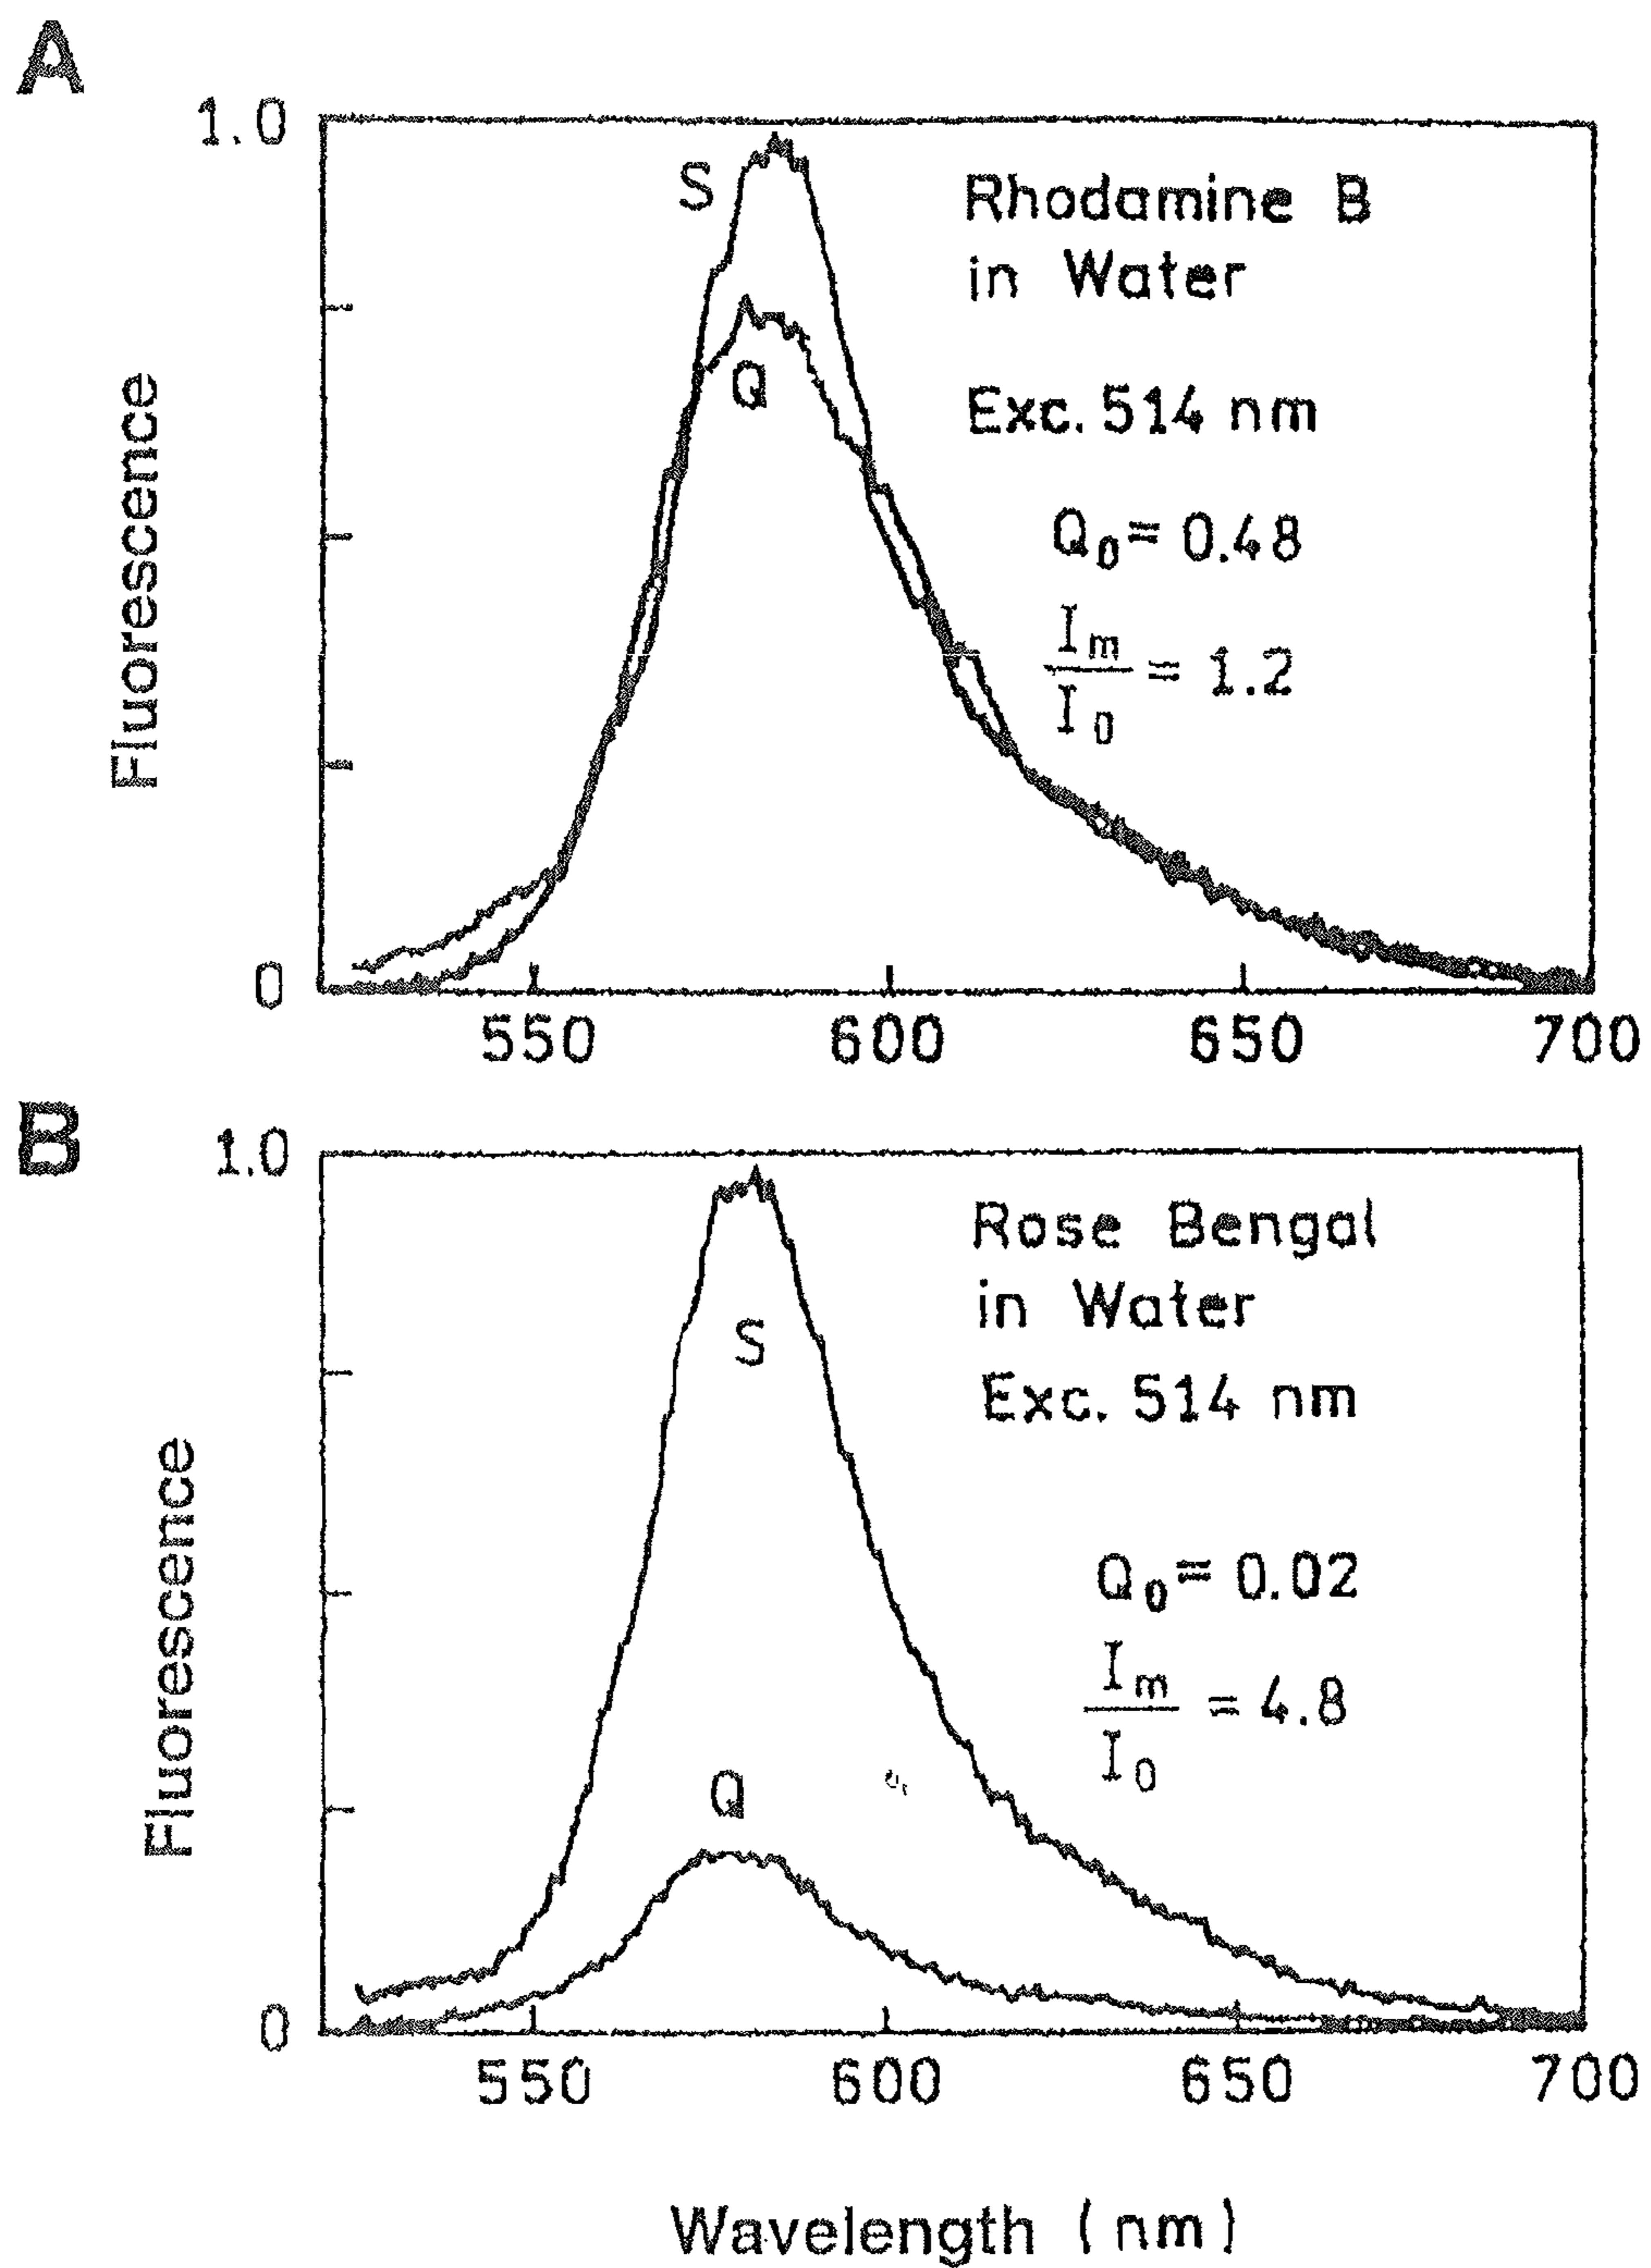 A
1.0
S
Rhodamine B
in Water
Q
Exc. 514 nm
Q₀ = 0.48
Iₘ
I₀
= 1.2
Fluorescence
0
550 600 650 700
B
1.0
Rose Bengal
in Water
S
Exc. 514 nm
Q₀ = 0.02
Iₘ
I₀
= 4.8
Q
Fluorescence
0
550 600 650 700
Wavelength (nm)